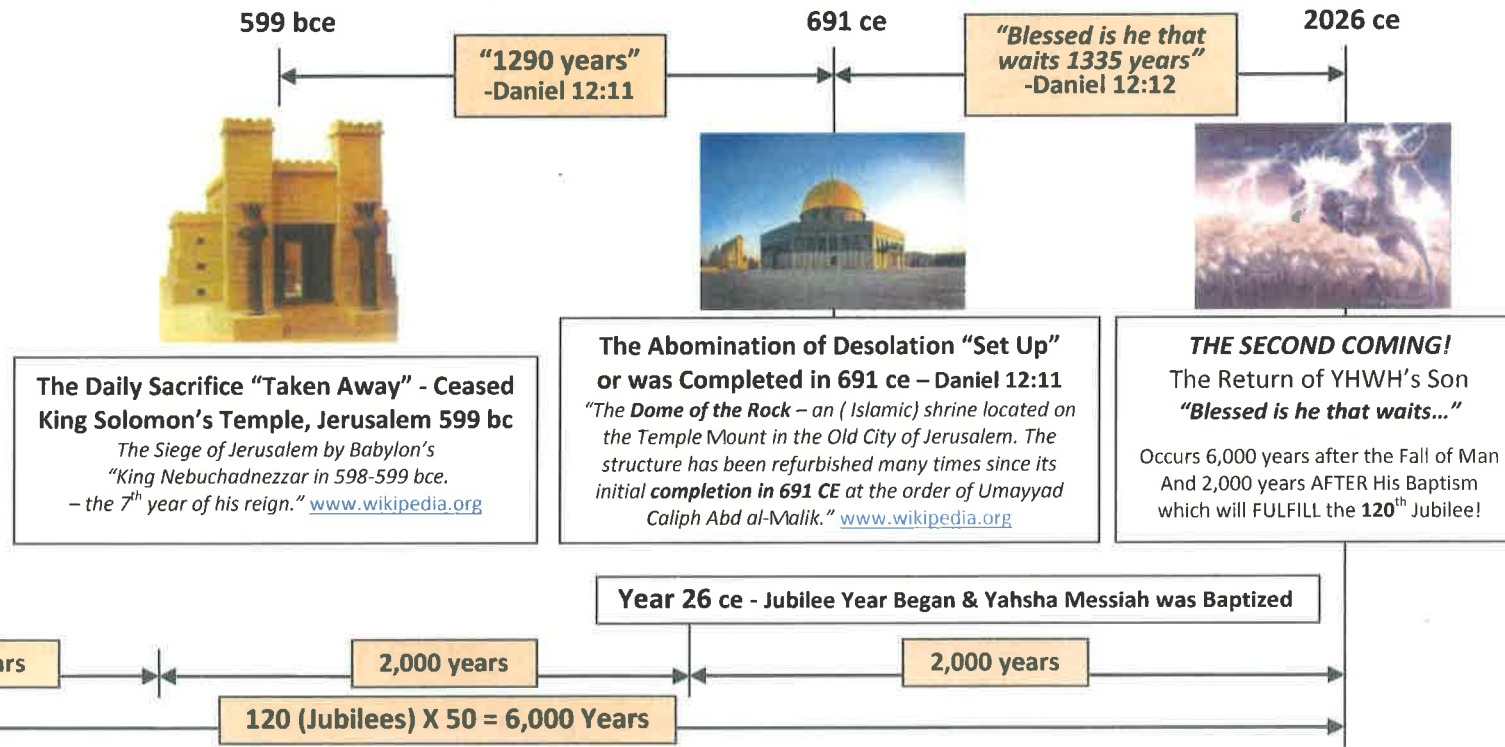 599 bce
691 ce
2026 ce
“1290 years”
-Daniel 12:11
“Blessed is he that
waits 1335 years”
-Daniel 12:12
The Daily Sacrifice “Taken Away” - Ceased
King Solomon’s Temple, Jerusalem 599 bc
The Siege of Jerusalem by Babylon’s
“King Nebuchadnezzar in 598-599 bce.
– the 7th year of his reign.” www.wikipedia.org
The Abomination of Desolation “Set Up”
or was Completed in 691 ce – Daniel 12:11
“The Dome of the Rock – an ( Islamic) shrine located on
the Temple Mount in the Old City of Jerusalem. The
structure has been refurbished many times since its
initial completion in 691 CE at the order of Umayyad
Caliph Abd al-Malik.” www.wikipedia.org
THE SECOND COMING!
The Return of YHWH’s Son
“Blessed is he that waits...”
Occurs 6,000 years after the Fall of Man
And 2,000 years AFTER His Baptism
which will FULFILL the 120th Jubilee!
Year 26 ce - Jubilee Year Began & Yahsha Messiah was Baptized
2,000 years
2,000 years
120 (Jubilees) X 50 = 6,000 Years